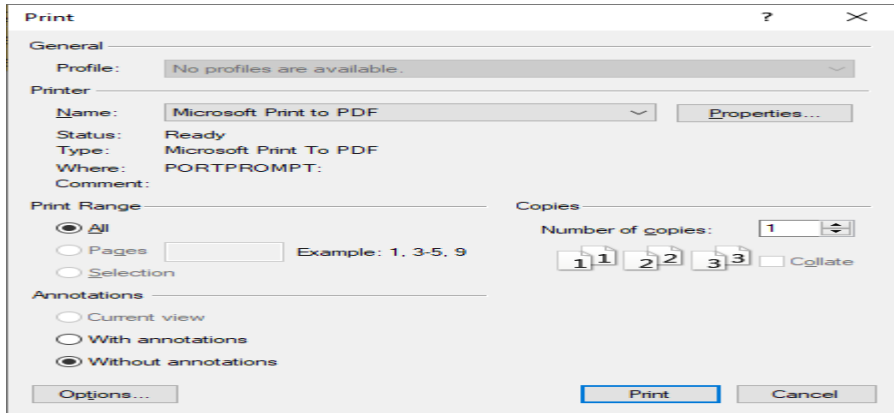 Print ?
General
Profile: No profiles are available.
Printer
Name: Microsoft Print to PDF Properties...
Status: Ready
Type: Microsoft Print To PDF
Where: PORTPROMPT:
Comment:
Print Range
All
Pages Example: 1, 3-5, 9
Selection
Copies
Number of copies: 1
1 1 2 2 3 3 Collate
Annotations
Current view
With annotations
Without annotations
Options... Print Cancel